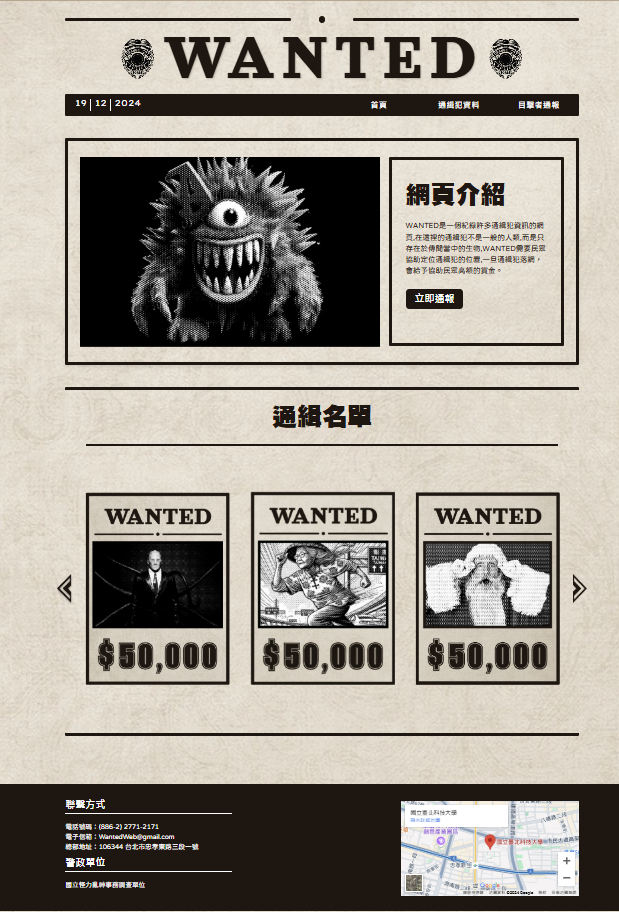 WANTED
19 | 12 | 2024
首頁
通緝犯資料
目擊者通報
網頁介紹
WANTED是一個紀錄許多通緝犯資訊的網
頁,在這裡的通緝犯不是一般的人類,而是只
存在於傳聞當中的生物,WANTED需要民眾
協助定位通緝犯的位置,一旦通緝犯落網,
會給予協助民眾高額的賞金。
立即通報
通緝名單
WANTED
$50,000
WANTED
$50,000
WANTED
$50,000
聯繫方式
電話號碼：(886-2) 2771-2171
電子信箱：WantedWeb@gmail.com
總部地址：106344 台北市忠孝東路三段一號
警政單位
國立怪力亂神事務調查單位
國立臺北科技大學
顯示詳細地圖
國立臺北科技大學
+
−